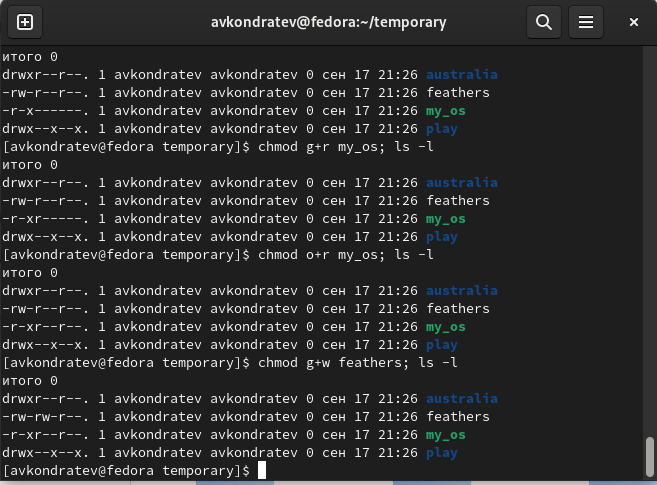 avkondratev@fedora:~/temporary
итого 0
drwxr--r--. 1 avkondratev avkondratev 0 сен 17 21:26 australia
-rw-r--r--. 1 avkondratev avkondratev 0 сен 17 21:26 feathers
-r-x------. 1 avkondratev avkondratev 0 сен 17 21:26 my_os
drwx--x--x. 1 avkondratev avkondratev 0 сен 17 21:26 play
[avkondratev@fedora temporary]$ chmod g+r my_os; ls -l
итого 0
drwxr--r--. 1 avkondratev avkondratev 0 сен 17 21:26 australia
-rw-r--r--. 1 avkondratev avkondratev 0 сен 17 21:26 feathers
-r-xr-----. 1 avkondratev avkondratev 0 сен 17 21:26 my_os
drwx--x--x. 1 avkondratev avkondratev 0 сен 17 21:26 play
[avkondratev@fedora temporary]$ chmod o+r my_os; ls -l
итого 0
drwxr--r--. 1 avkondratev avkondratev 0 сен 17 21:26 australia
-rw-r--r--. 1 avkondratev avkondratev 0 сен 17 21:26 feathers
-r-xr--r--. 1 avkondratev avkondratev 0 сен 17 21:26 my_os
drwx--x--x. 1 avkondratev avkondratev 0 сен 17 21:26 play
[avkondratev@fedora temporary]$ chmod g+w feathers; ls -l
итого 0
drwxr--r--. 1 avkondratev avkondratev 0 сен 17 21:26 australia
-rw-rw-r--. 1 avkondratev avkondratev 0 сен 17 21:26 feathers
-r-xr--r--. 1 avkondratev avkondratev 0 сен 17 21:26 my_os
drwx--x--x. 1 avkondratev avkondratev 0 сен 17 21:26 play
[avkondratev@fedora temporary]$